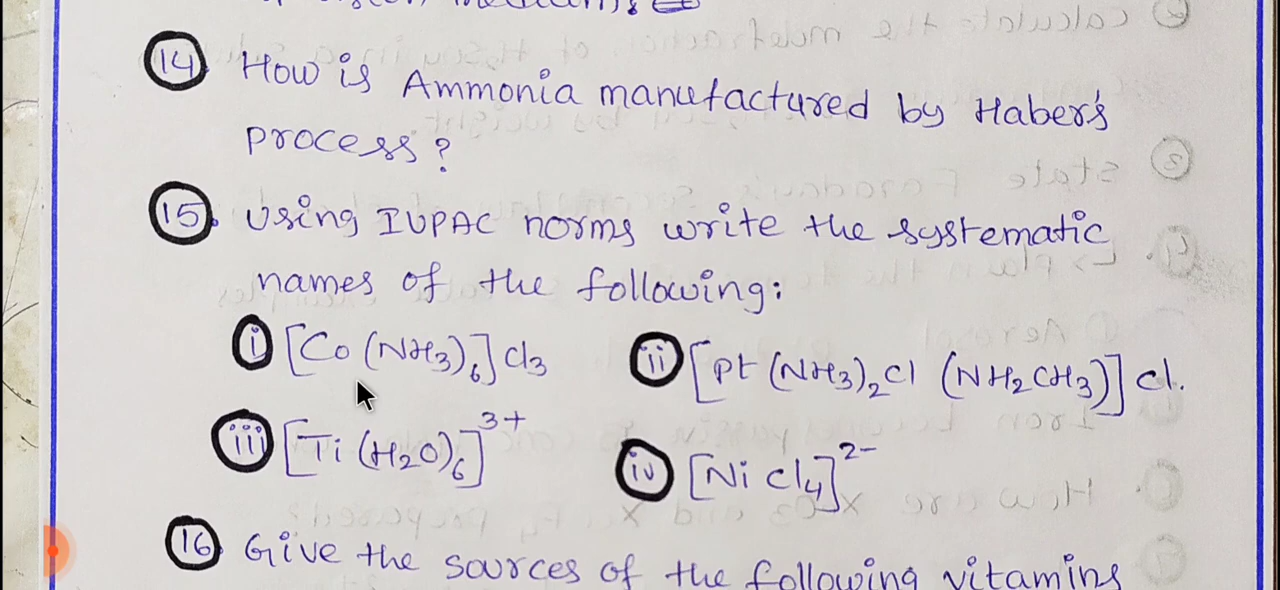 14. How is Ammonia manufactured by Haber's
process?
15. Using IUPAC norms write the systematic
names of the following:
i [Co(NH3)6]Cl3 ii [Pt(NH3)2Cl(NH2CH3)]Cl.
iii [Ti(H2O)6]3+ iv [NiCl4]2-
16. Give the sources of the following vitamins